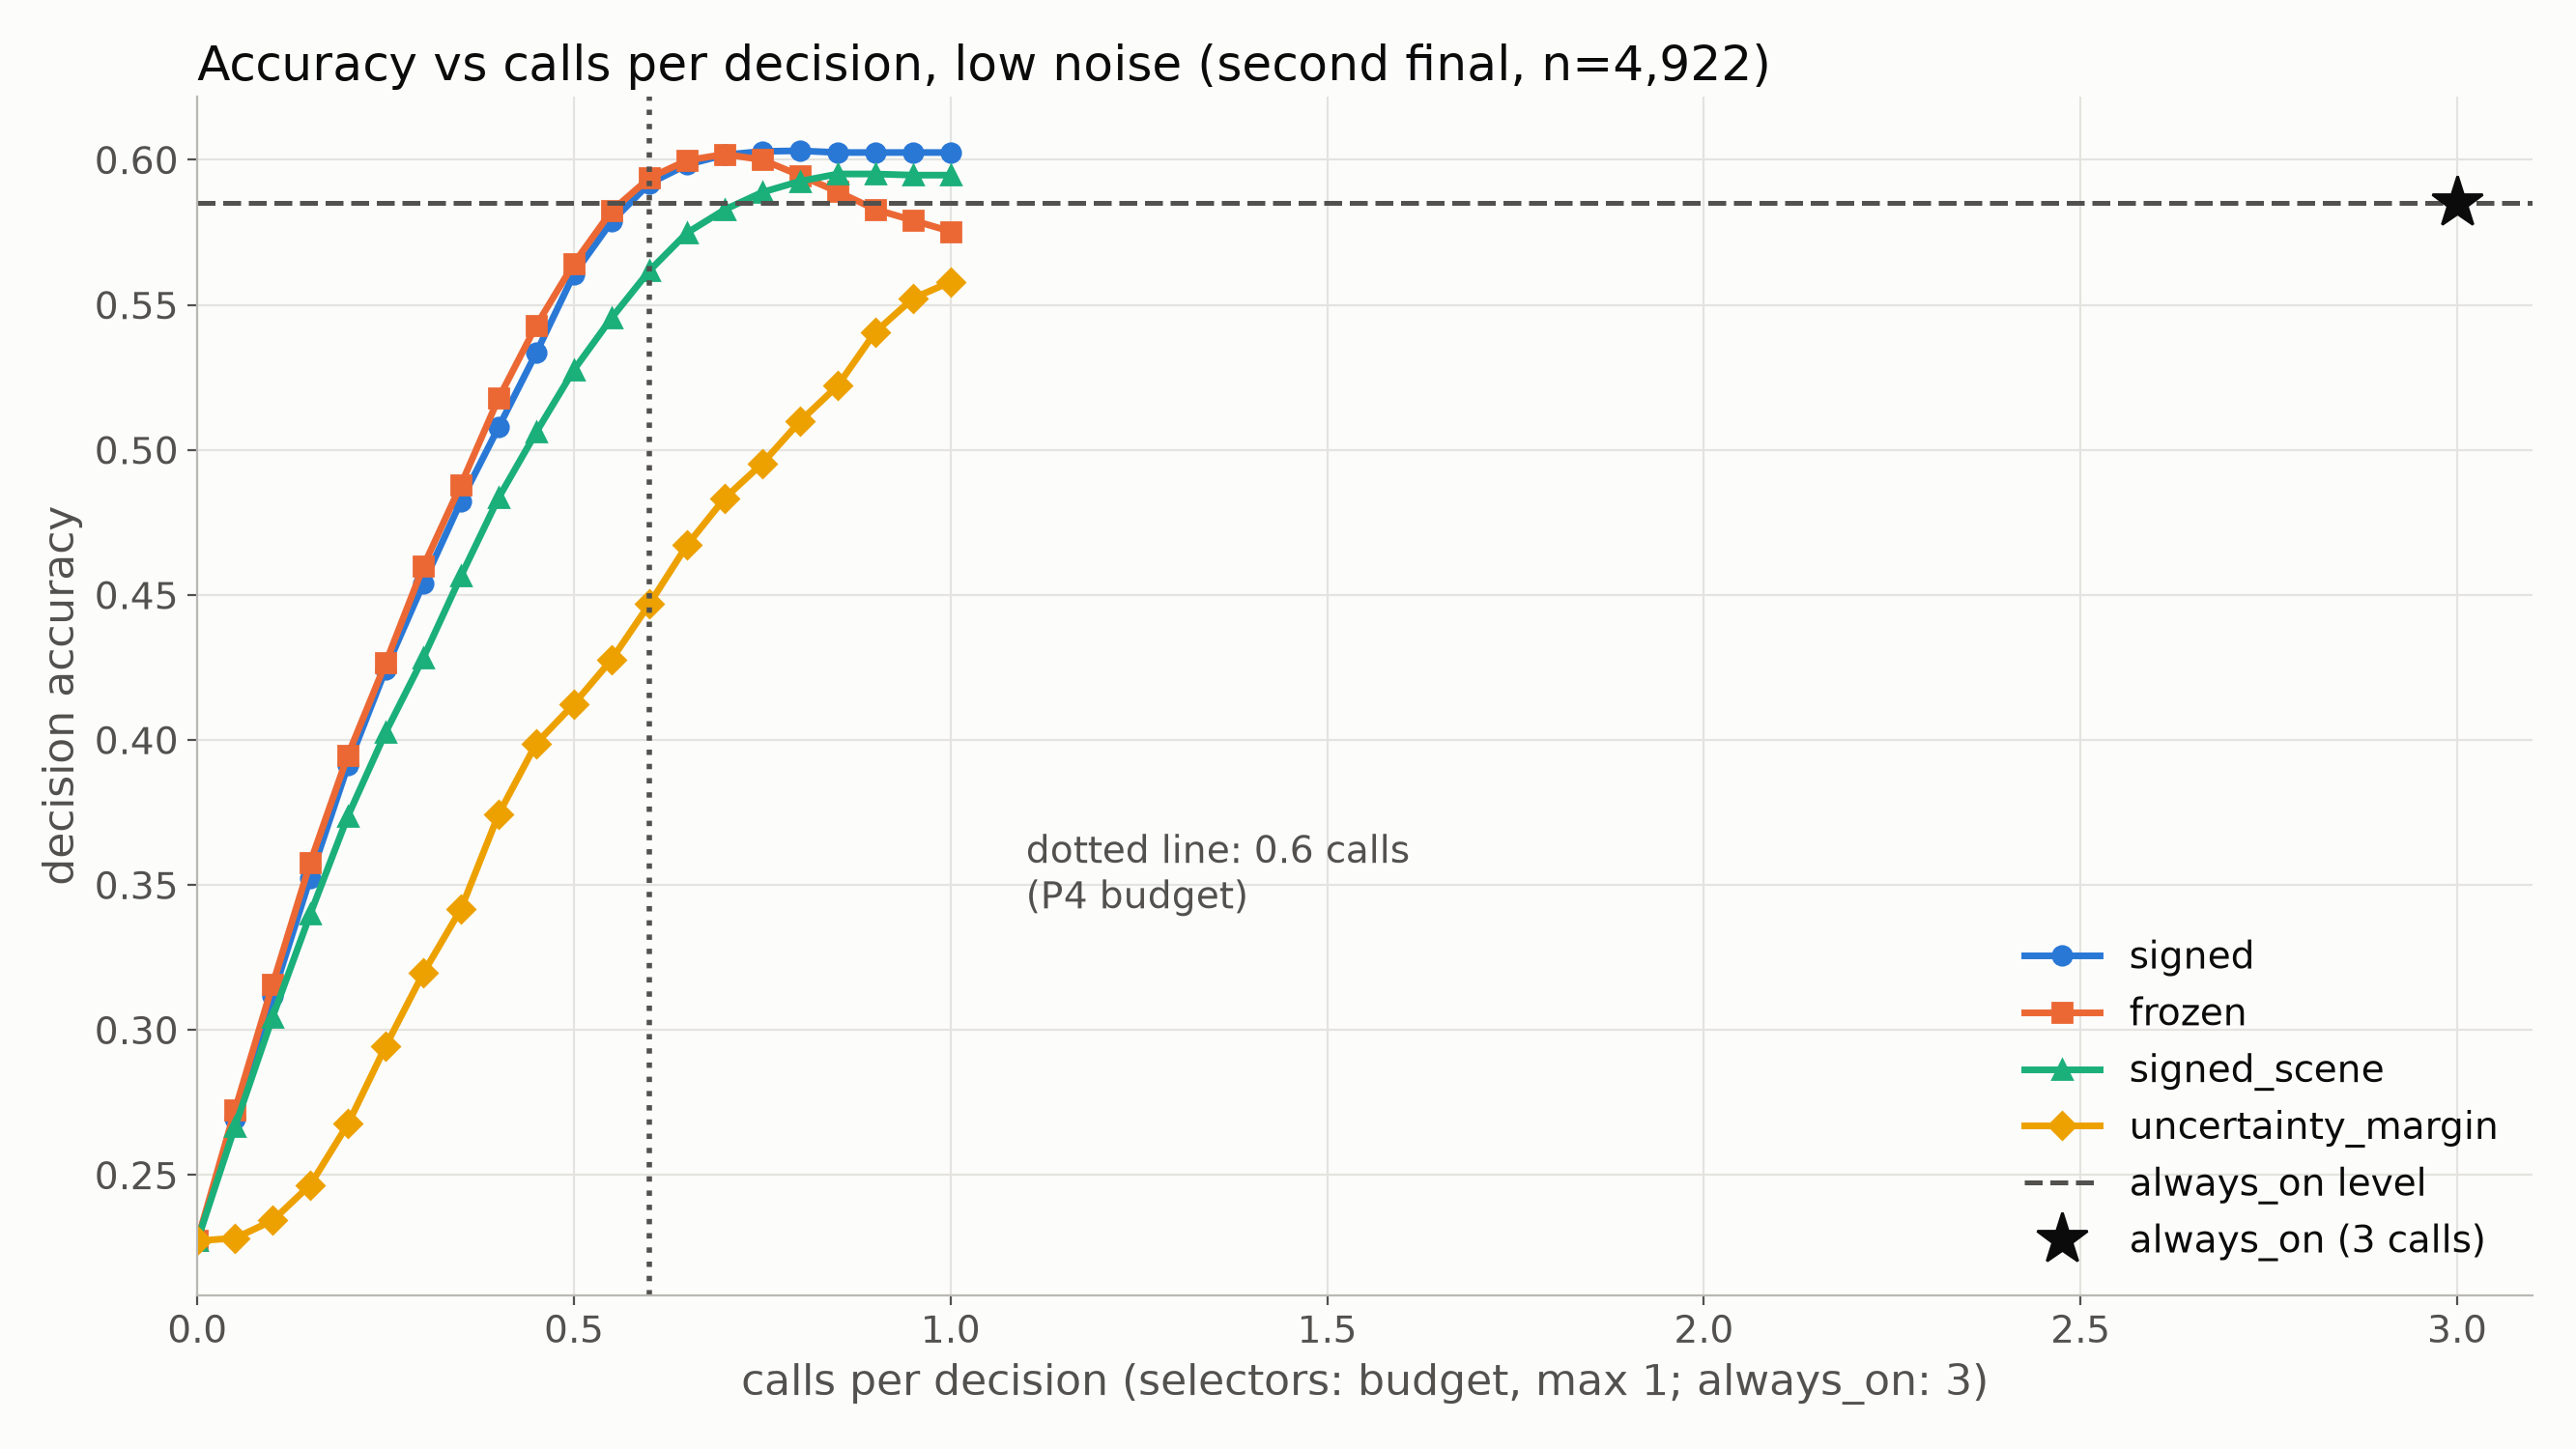 Accuracy vs calls per decision, low noise (second final, n=4,922)
decision accuracy
0.60
0.55
0.50
0.45
0.40
0.35
0.30
0.25
dotted line: 0.6 calls
(P4 budget)
signed
frozen
signed_scene
uncertainty_margin
always_on level
always_on (3 calls)
0.0 0.5 1.0 1.5 2.0 2.5 3.0
calls per decision (selectors: budget, max 1; always_on: 3)